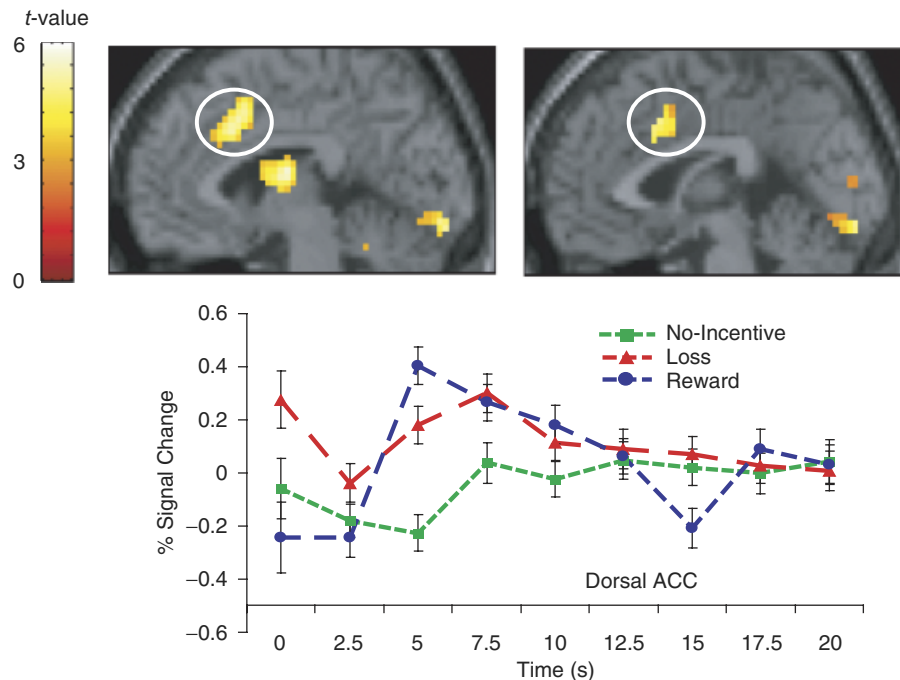 t-value
6
3
0
0.6
0.4
0.2
0
−0.2
−0.4
−0.6
% Signal Change
No-Incentive
Loss
Reward
Dorsal ACC
0 2.5 5 7.5 10 12.5 15 17.5 20
Time (s)